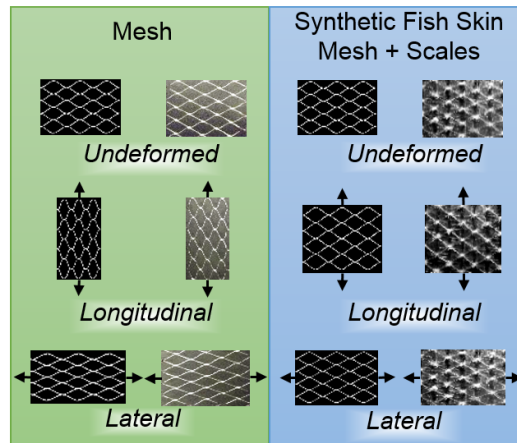 Mesh
Undeformed
Longitudinal
Lateral
Synthetic Fish Skin
Mesh + Scales
Undeformed
Longitudinal
Lateral